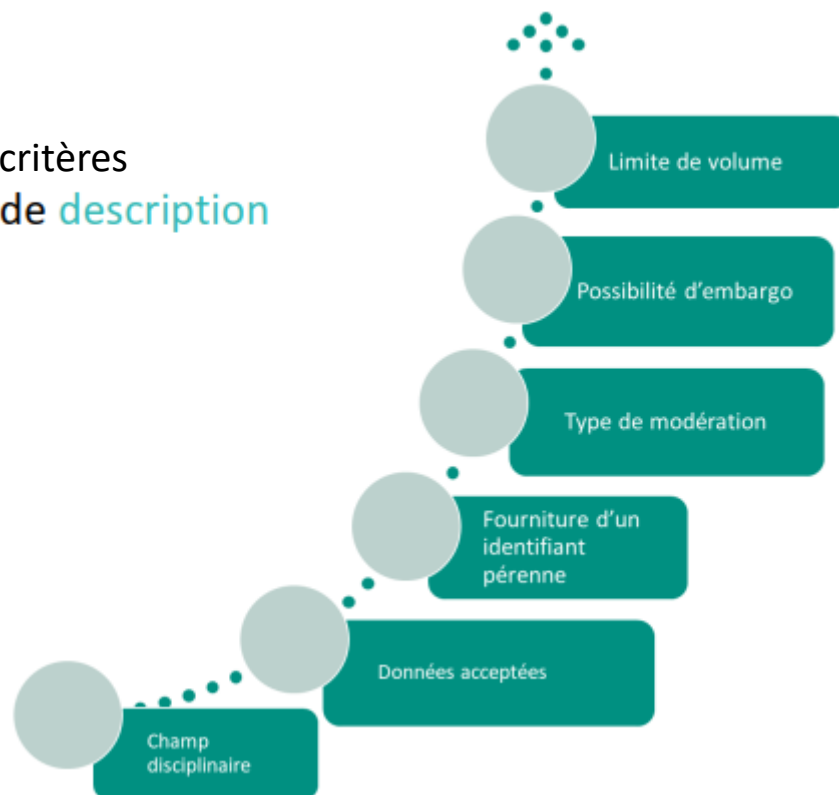 critères
de description
Limite de volume
Possibilité d’embargo
Type de modération
Fourniture d’un
identifiant
pérenne
Données acceptées
Champ
disciplinaire